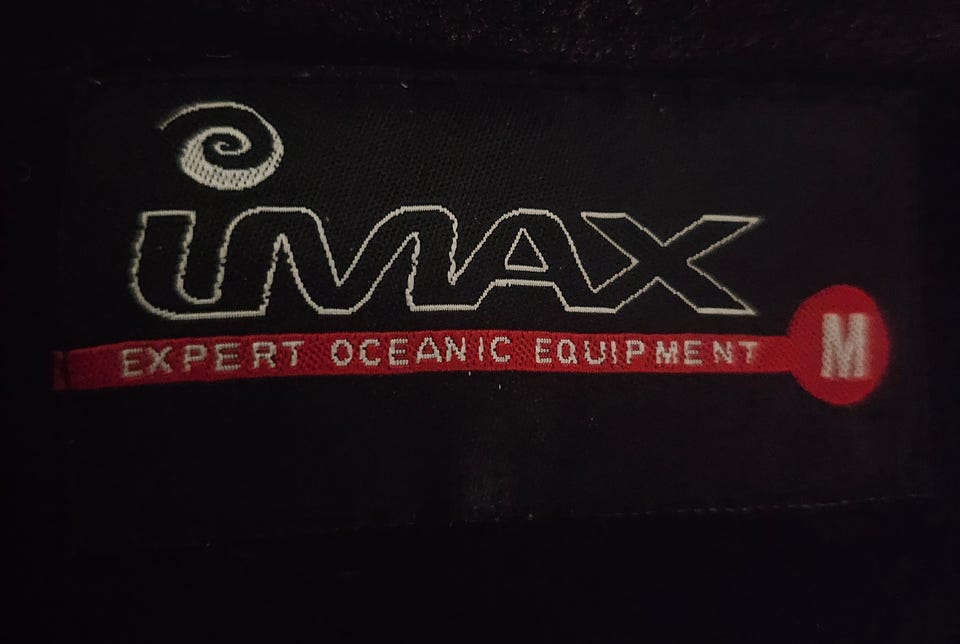 iMAX
EXPERT OCEANIC EQUIPMENT M